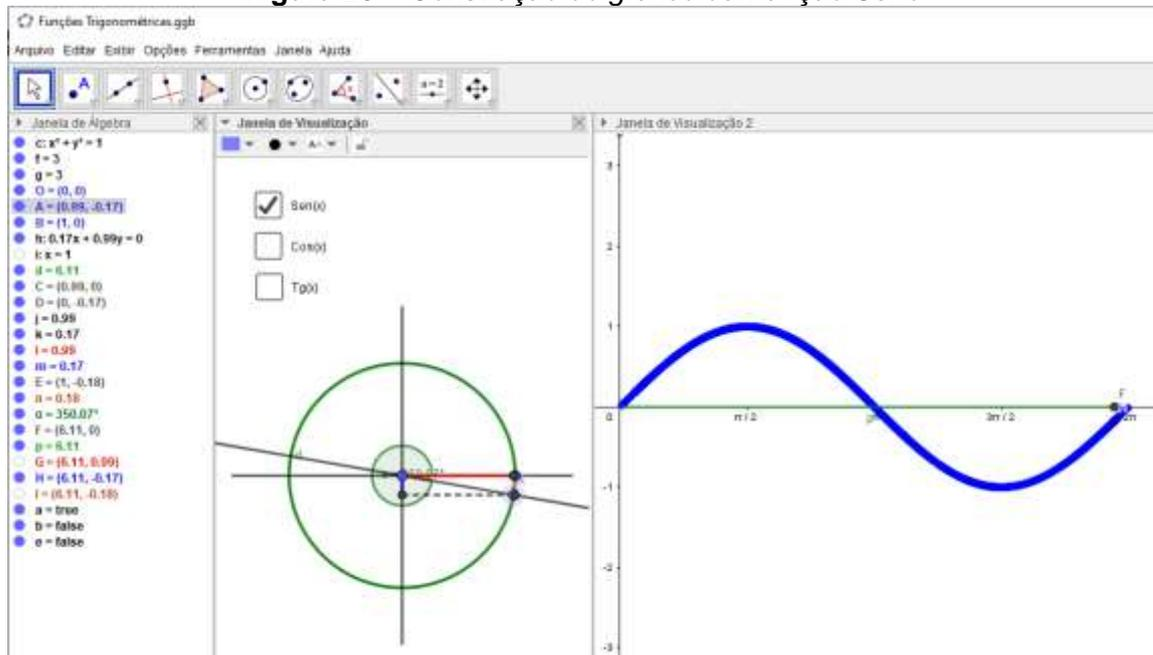 Funções Trigonométricas.ggb
Arquivo Editar Exibir Opções Ferramentas Janela Ajuda
Janela de Álgebra
c: x² + y² = 1
f = 3
g = 3
O = (0, 0)
A = (0.99, -0.17)
B = (1, 0)
h: 0.17x + 0.99y = 0
i: x = 1
d = 6.11
C = (0.99, 0)
D = (0, -0.17)
j = 0.99
k = 0.17
l = 0.99
m = 0.17
E = (1, -0.18)
n = 0.18
α = 350.07°
F = (6.11, 0)
p = 6.11
G = (6.11, 0.99)
H = (6.11, -0.17)
I = (6.11, -0.18)
a = true
b = false
e = false
Janela de Visualização
Sen(x)
Cos(x)
Tg(x)
d
Janela de Visualização 2
3
2
1
0
π / 2
3π / 2
2π
F
-1
-2
-3